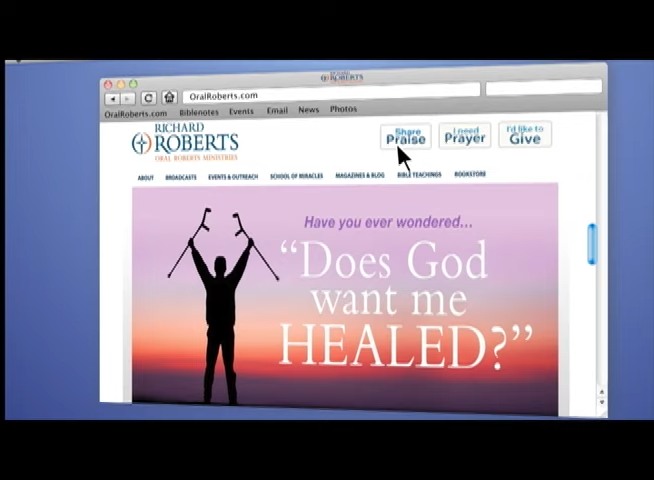 ROBERTS
OralRoberts.com
OralRoberts.com Biblenotes Events Email News Photos
RICHARD
ROBERTS
ORAL ROBERTS MINISTRIES
Share
Praise
I need
Prayer
I'd like to
Give
ABOUT BROADCASTS EVENTS & OUTREACH SCHOOL OF MIRACLES MAGAZINES & BLOG BIBLE TEACHINGS BOOKSTORE
Have you ever wondered...
“Does God
want me
HEALED?”